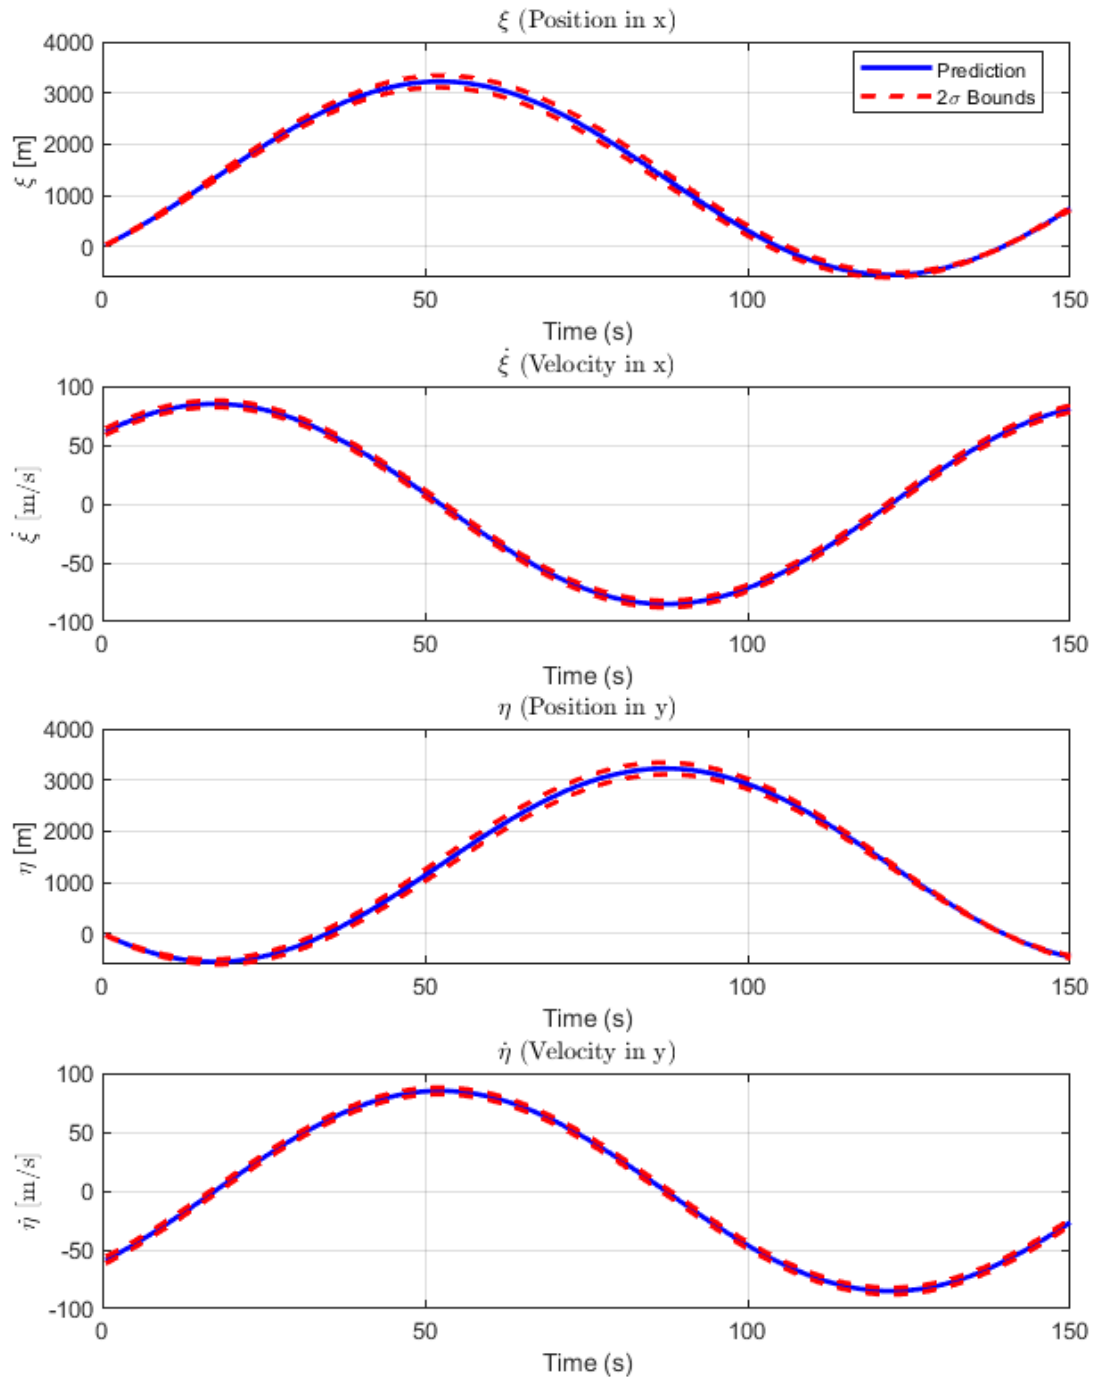 ξ (Position in x)
4000
3000
2000
1000
0
ξ [m]
Prediction
2σ Bounds
0 50 100 150
Time (s)
ξ̇ (Velocity in x)
100
50
0
-50
-100
ξ̇ [m/s]
0 50 100 150
Time (s)
η (Position in y)
4000
3000
2000
1000
0
η [m]
0 50 100 150
Time (s)
η̇ (Velocity in y)
100
50
0
-50
-100
η̇ [m/s]
0 50 100 150
Time (s)